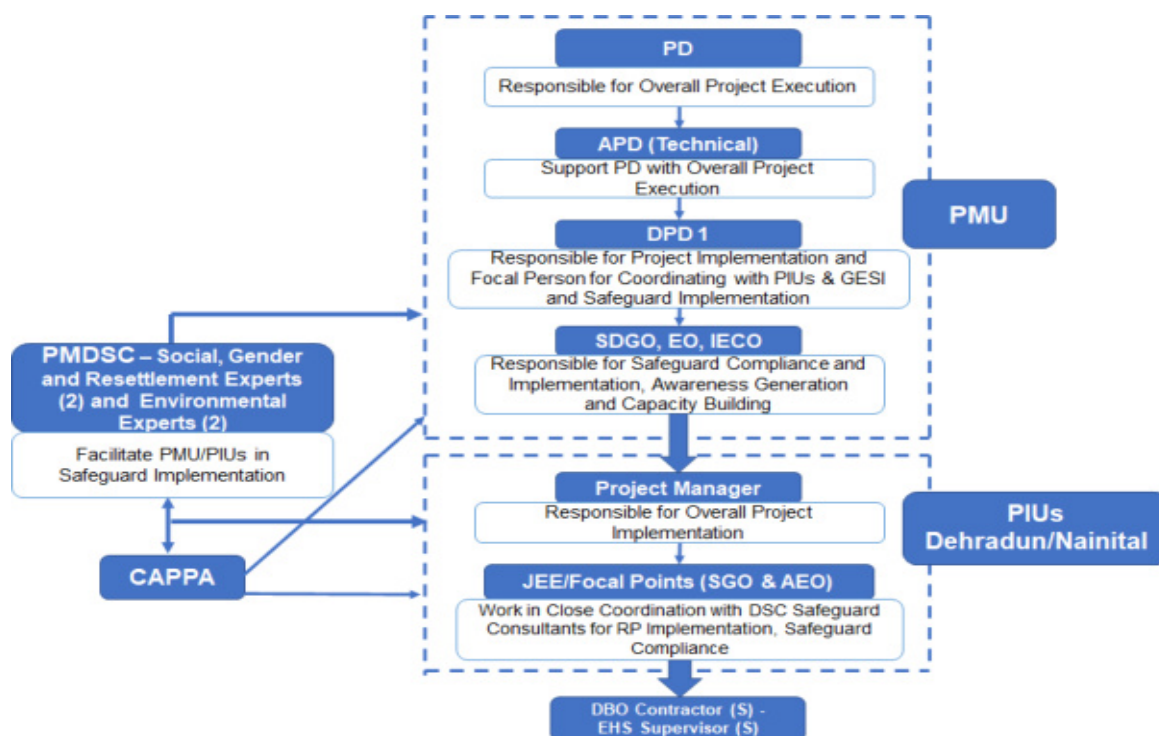 PD
Responsible for Overall Project Execution
APD (Technical)
Support PD with Overall Project
Execution
DPD 1
Responsible for Project Implementation and
Focal Person for Coordinating with PIUs & GESI
and Safeguard Implementation
SDGO, EO, IECO
Responsible for Safeguard Compliance and
Implementation, Awareness Generation
and Capacity Building
PMU
PMDSC – Social, Gender
and Resettlement Experts
(2) and Environmental
Experts (2)
Facilitate PMU/PIUs in
Safeguard Implementation
CAPPA
Project Manager
Responsible for Overall Project
Implementation
JEE/Focal Points (SGO & AEO)
Work in Close Coordination with DSC Safeguard
Consultants for RP Implementation, Safeguard
Compliance
PIUs
Dehradun/Nainital
DBO Contractor (S) -
EHS Supervisor (S)